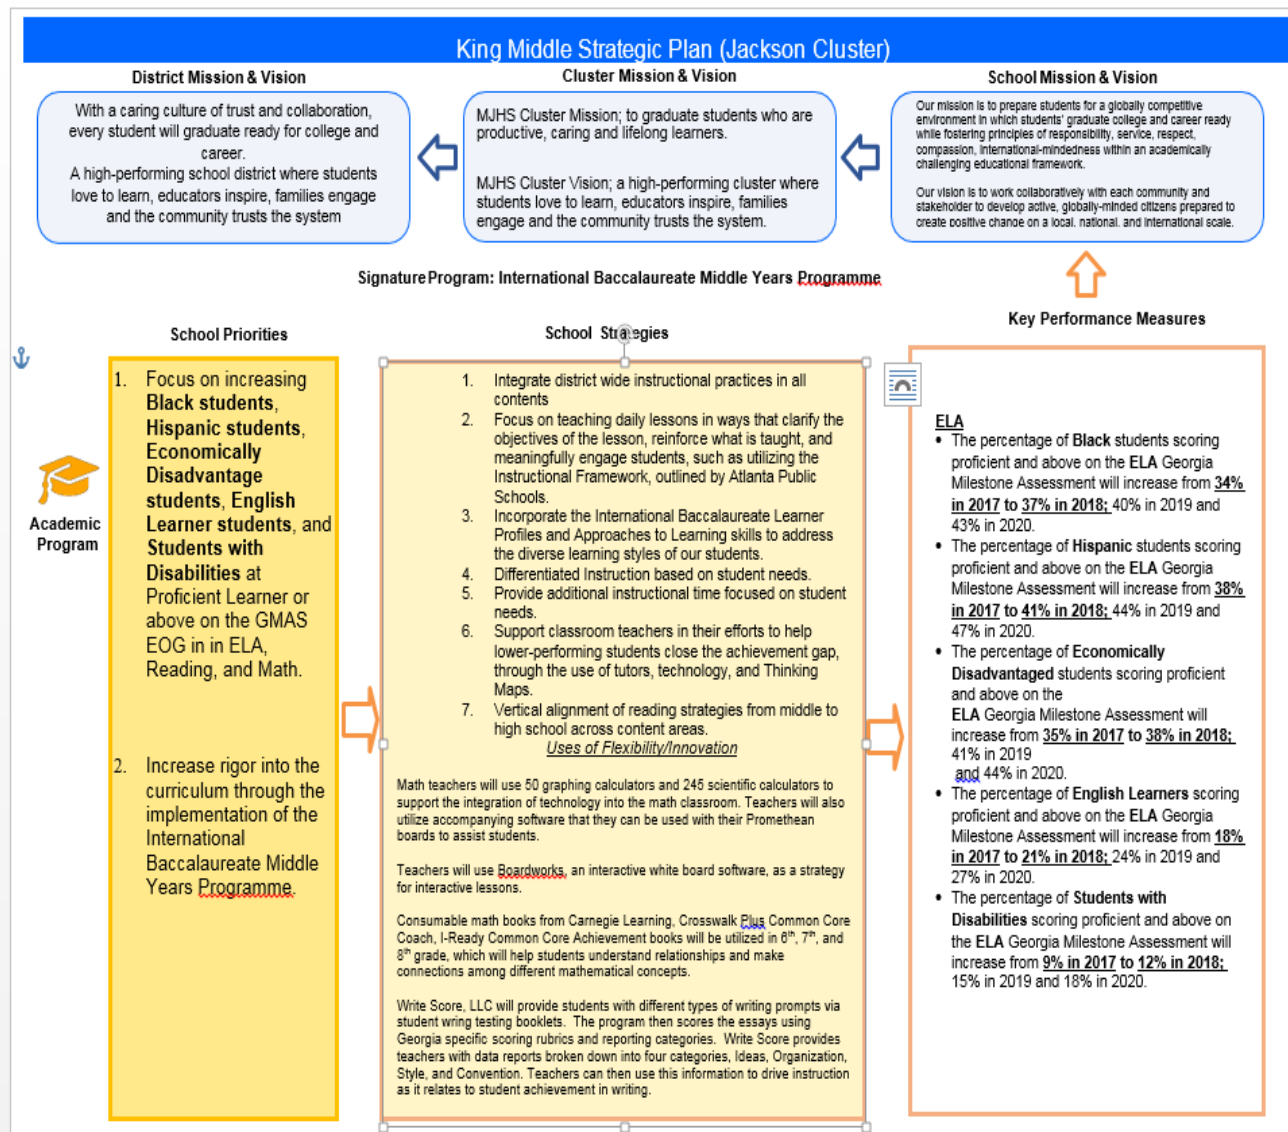 King Middle Strategic Plan (Jackson Cluster)
District Mission & Vision
With a caring culture of trust and collaboration,
every student will graduate ready for college and
career.
A high-performing school district where students
love to learn, educators inspire, families engage
and the community trusts the system
Cluster Mission & Vision
MJHS Cluster Mission; to graduate students who are
productive, caring and lifelong learners.
MJHS Cluster Vision; a high-performing cluster where
students love to learn, educators inspire, families
engage and the community trusts the system.
School Mission & Vision
Our mission is to prepare students for a globally competitive
environment in which students' graduate college and career ready
while fostering principles of responsibility, service, respect,
compassion, international-mindedness within an academically
challenging educational framework.
Our vision is to work collaboratively with each community and
stakeholder to develop active, globally-minded citizens prepared to
create positive change on a local, national, and international scale.
Signature Program: International Baccalaureate Middle Years Programme
Academic
Program
School Priorities
1. Focus on increasing
Black students,
Hispanic students,
Economically
Disadvantage
students, English
Learner students, and
Students with
Disabilities at
Proficient Learner or
above on the GMAS
EOG in in ELA,
Reading, and Math.
2. Increase rigor into the
curriculum through the
implementation of the
International
Baccalaureate Middle
Years Programme.
School Strategies
1. Integrate district wide instructional practices in all
contents
2. Focus on teaching daily lessons in ways that clarify the
objectives of the lesson, reinforce what is taught, and
meaningfully engage students, such as utilizing the
Instructional Framework, outlined by Atlanta Public
Schools.
3. Incorporate the International Baccalaureate Learner
Profiles and Approaches to Learning skills to address
the diverse learning styles of our students.
4. Differentiated Instruction based on student needs.
5. Provide additional instructional time focused on student
needs.
6. Support classroom teachers in their efforts to help
lower-performing students close the achievement gap,
through the use of tutors, technology, and Thinking
Maps.
7. Vertical alignment of reading strategies from middle to
high school across content areas.
Uses of Flexibility/Innovation
Math teachers will use 50 graphing calculators and 245 scientific calculators to
support the integration of technology into the math classroom. Teachers will also
utilize accompanying software that they can be used with their Promethean
boards to assist students.
Teachers will use Boardworks, an interactive white board software, as a strategy
for interactive lessons.
Consumable math books from Carnegie Learning, Crosswalk Plus Common Core
Coach, I-Ready Common Core Achievement books will be utilized in 6th, 7th, and
8th grade, which will help students understand relationships and make
connections among different mathematical concepts.
Write Score, LLC will provide students with different types of writing prompts via
student wring testing booklets. The program then scores the essays using
Georgia specific scoring rubrics and reporting categories. Write Score provides
teachers with data reports broken down into four categories, Ideas, Organization,
Style, and Convention. Teachers can then use this information to drive instruction
as it relates to student achievement in writing.
Key Performance Measures
ELA
• The percentage of Black students scoring
proficient and above on the ELA Georgia
Milestone Assessment will increase from 34%
in 2017 to 37% in 2018; 40% in 2019 and
43% in 2020.
• The percentage of Hispanic students scoring
proficient and above on the ELA Georgia
Milestone Assessment will increase from 38%
in 2017 to 41% in 2018; 44% in 2019 and
47% in 2020.
• The percentage of Economically
Disadvantaged students scoring proficient
and above on the
ELA Georgia Milestone Assessment will
increase from 35% in 2017 to 38% in 2018;
41% in 2019
and 44% in 2020.
• The percentage of English Learners scoring
proficient and above on the ELA Georgia
Milestone Assessment will increase from 18%
in 2017 to 21% in 2018; 24% in 2019 and
27% in 2020.
• The percentage of Students with
Disabilities scoring proficient and above on
the ELA Georgia Milestone Assessment will
increase from 9% in 2017 to 12% in 2018;
15% in 2019 and 18% in 2020.